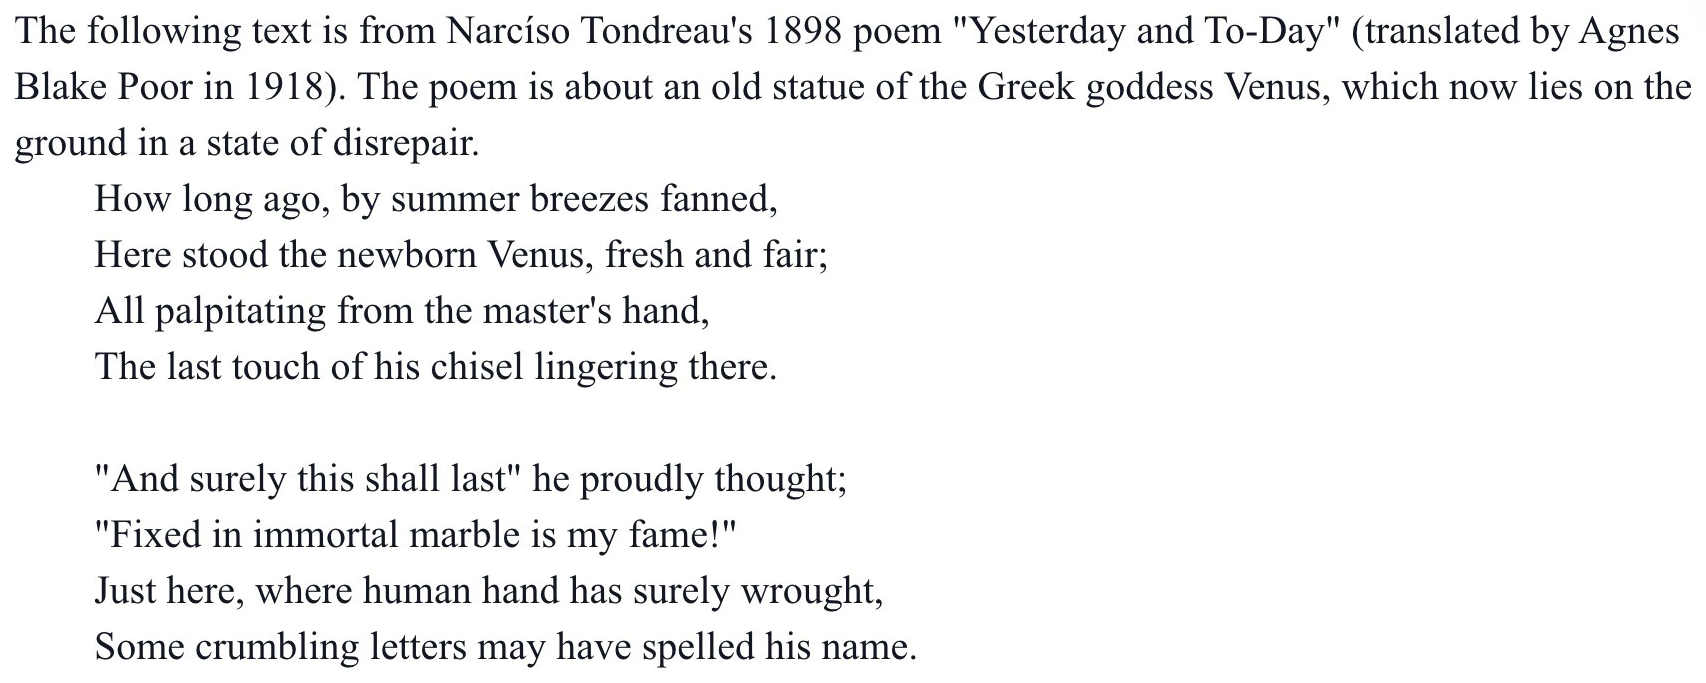 The following text is from Narcíso Tondreau's 1898 poem "Yesterday and To-Day" (translated by Agnes
Blake Poor in 1918). The poem is about an old statue of the Greek goddess Venus, which now lies on the
ground in a state of disrepair.
How long ago, by summer breezes fanned,
Here stood the newborn Venus, fresh and fair;
All palpitating from the master's hand,
The last touch of his chisel lingering there.

"And surely this shall last" he proudly thought;
"Fixed in immortal marble is my fame!"
Just here, where human hand has surely wrought,
Some crumbling letters may have spelled his name.